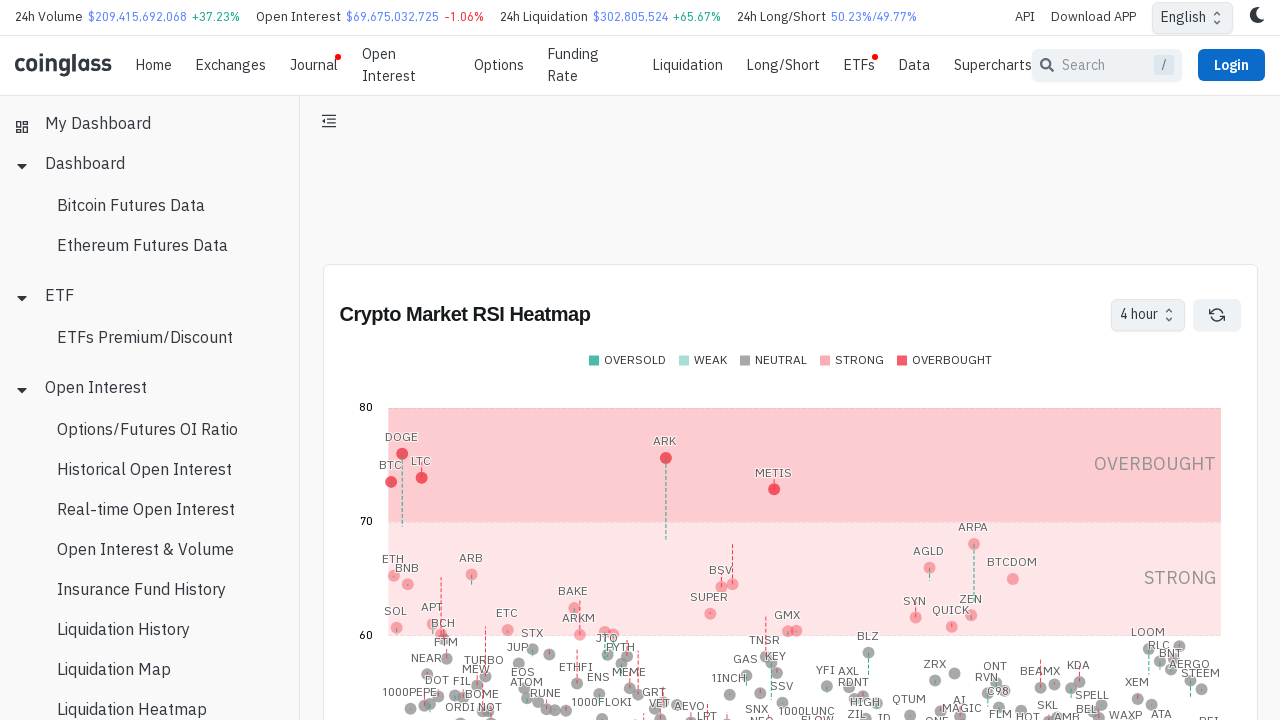 24h Volume $209,415,692,068 +37.23% Open Interest $69,675,032,725 -1.06% 24h Liquidation $302,805,524 +65.67% 24h Long/Short 50.23%/49.77% API Download APP English
coinglass Home Exchanges Journal Open Interest Options Funding Rate Liquidation Long/Short ETFs Data Supercharts Search / Login
My Dashboard
Dashboard
Bitcoin Futures Data
Ethereum Futures Data
ETF
ETFs Premium/Discount
Open Interest
Options/Futures OI Ratio
Historical Open Interest
Real-time Open Interest
Open Interest & Volume
Insurance Fund History
Liquidation History
Liquidation Map
Liquidation Heatmap
Crypto Market RSI Heatmap 4 hour
OVERSOLD WEAK NEUTRAL STRONG OVERBOUGHT
80
DOGE ARK
BTC LTC OVERBOUGHT
METIS
70
ARPA
ETH ARB AGLD BTCDOM
BNB BSV STRONG
BAKE SUPER SYN ZEN
SOL APT ETC GMX QUICK
BCH ARKM
60
FTM STX JTO TNSR BLZ LOOM
JUP PYTH RLC
NEAR TURBO GAS KEY BNT
MEW ETHFI MEME ZRX ONT KDA AERGO
EOS ENS 1INCH YFI AXL RVN BEAMX STEEM
DOT FIL ATOM SSV RDNT XEM
1000PEPE BOME RUNE GRT C98 SPELL
ORDI NOT 1000FLOKI VET AEVO SNX 1000LUNC HIGH QTUM AI MAGIC SKL BEL
LPT ZIL ID FLM HOT AMB WAXP ATA